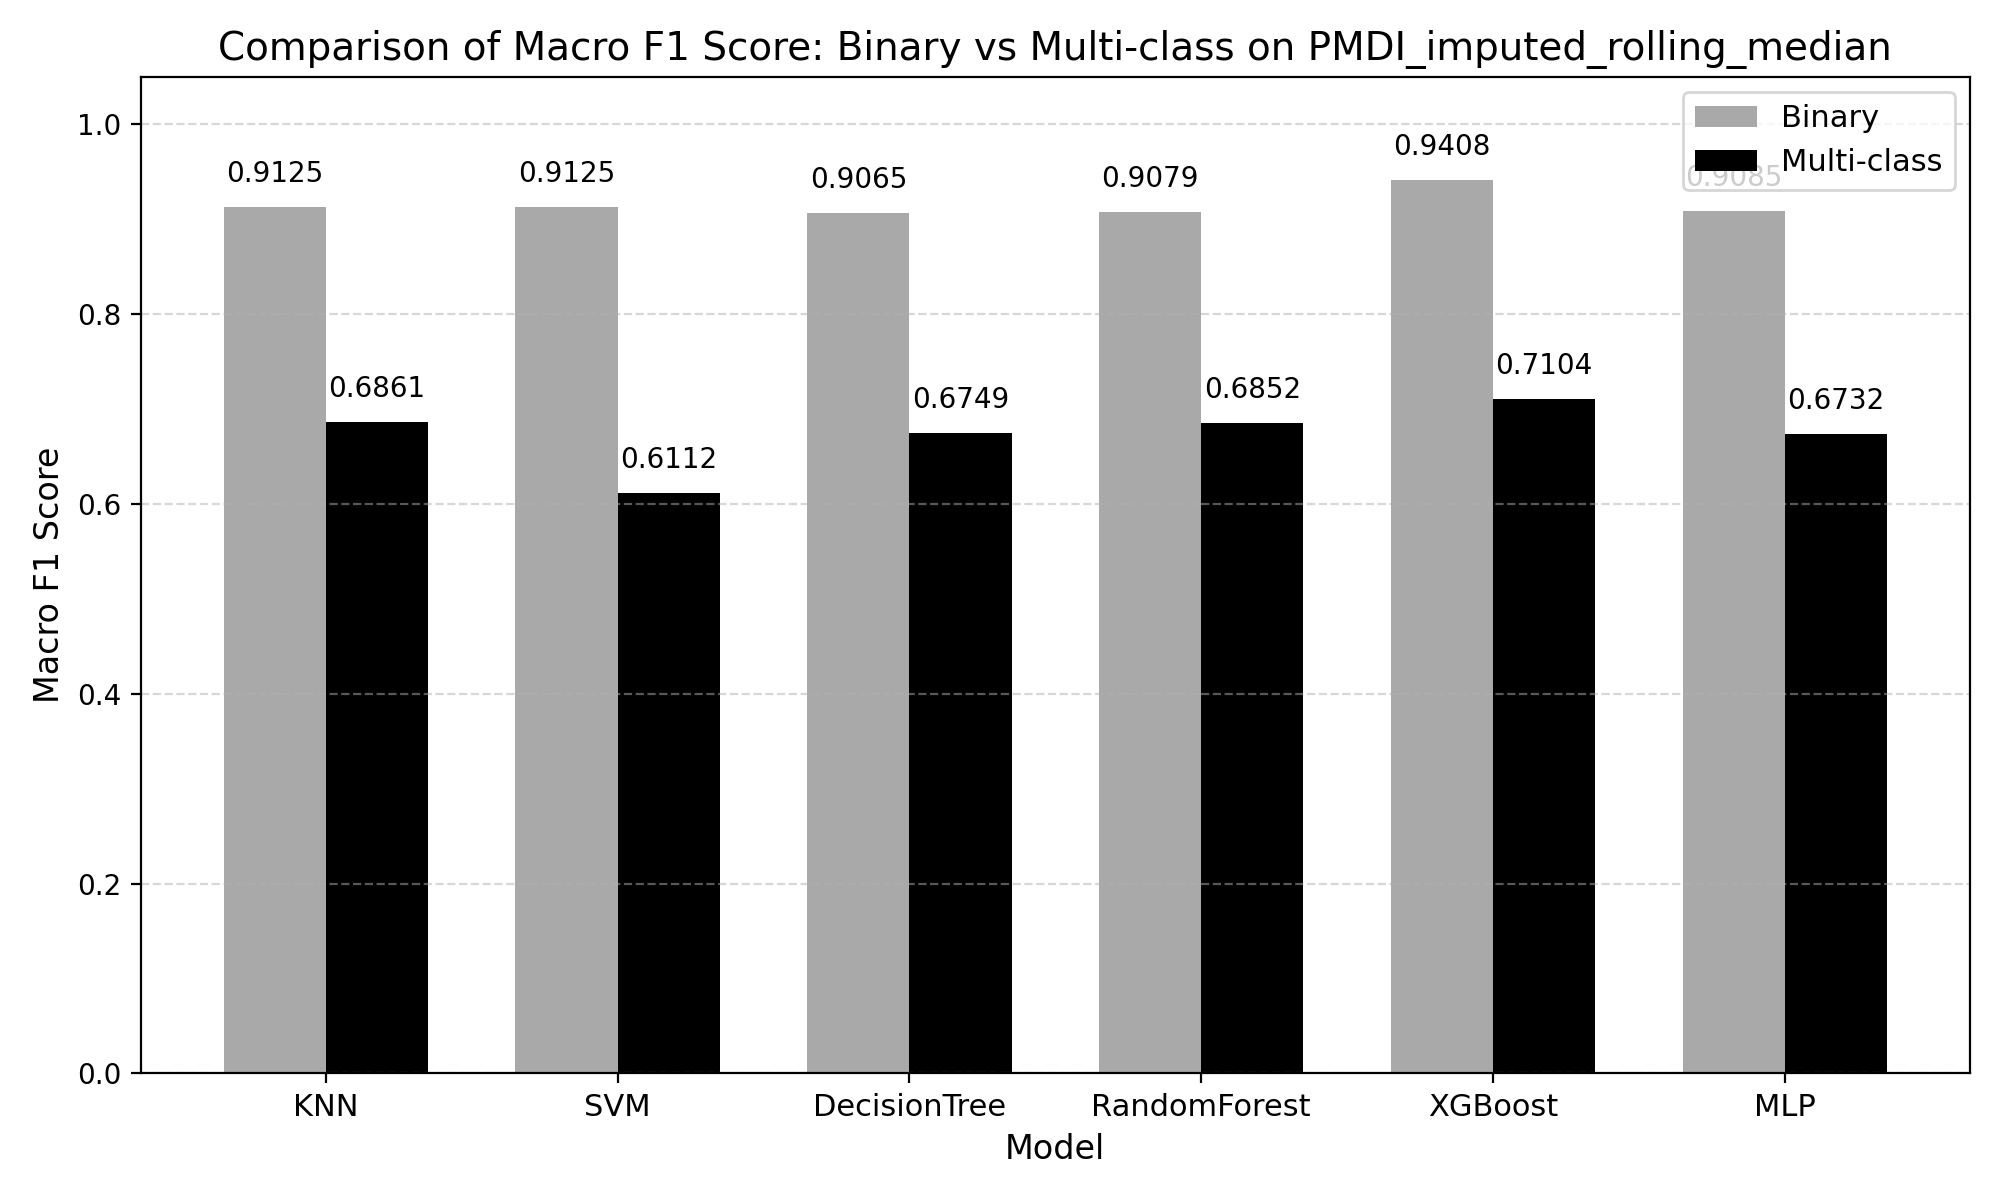 Comparison of Macro F1 Score: Binary vs Multi-class on PMDI_imputed_rolling_median
Binary
Multi-class
0.9125
0.6861
0.9125
0.6112
0.9065
0.6749
0.9079
0.6852
0.9408
0.7104
0.9085
0.6732
Macro F1 Score
1.0
0.8
0.6
0.4
0.2
0.0
KNN
SVM
DecisionTree
RandomForest
XGBoost
MLP
Model